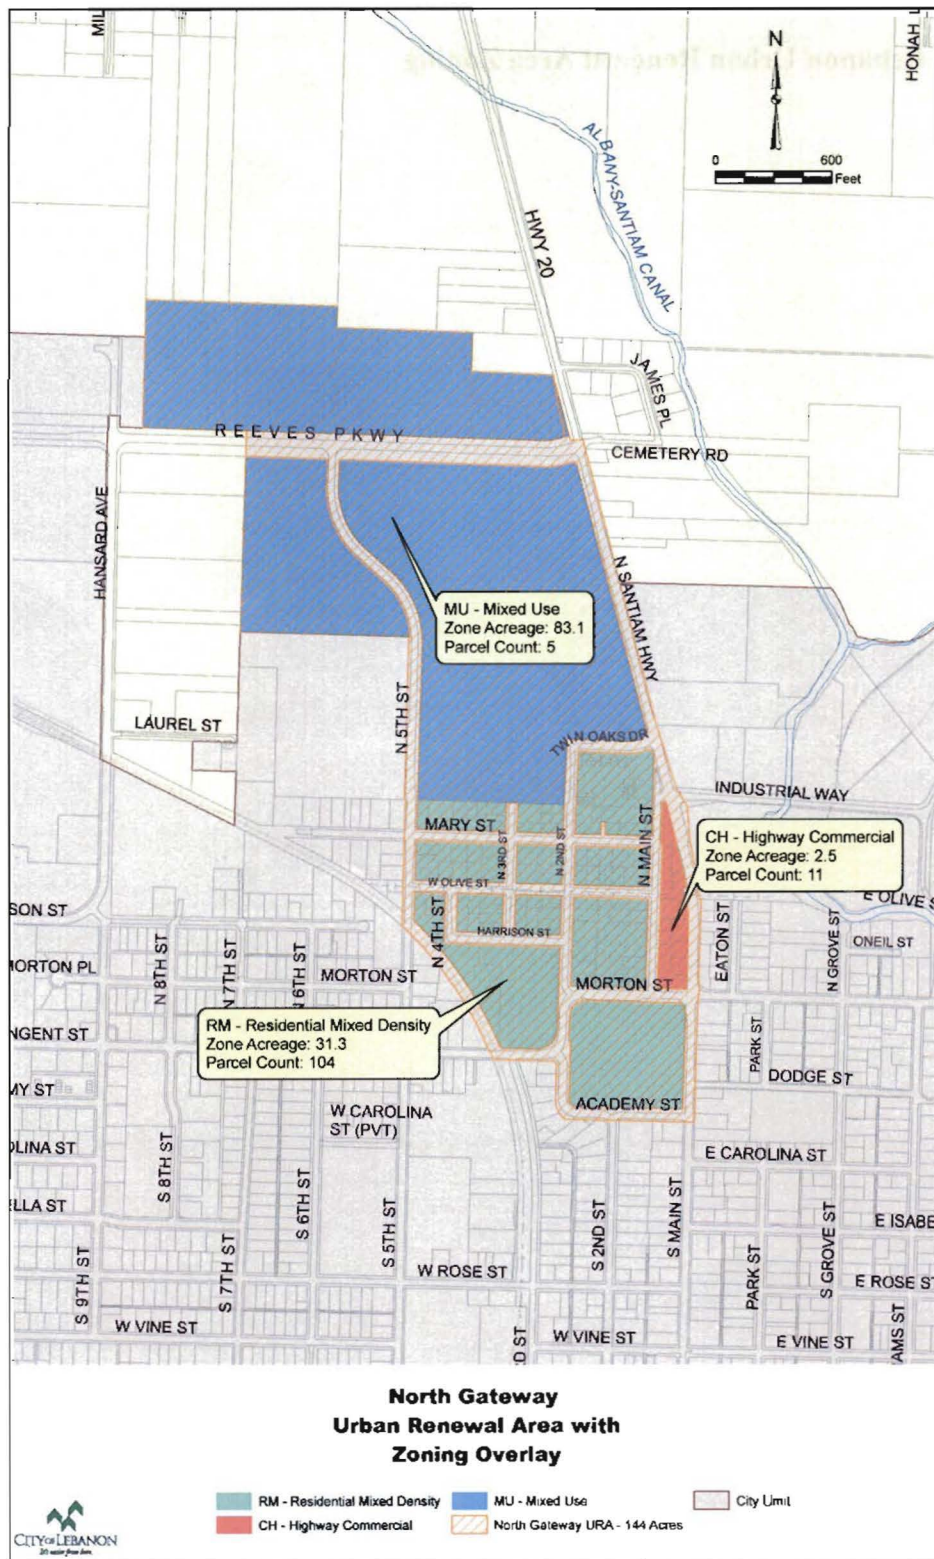 MIL
HONAH L
N
0 600
Feet
ALBANY-SANTIAM CANAL
HWY 20
JAMES PL
REEVES PKWY
CEMETERY RD
HANSARD AVE
MU - Mixed Use
Zone Acreage: 83.1
Parcel Count: 5
N SANTIAM HWY
N 5TH ST
LAUREL ST
TWIN OAKS DR
INDUSTRIAL WAY
MARY ST
N 3RD ST
N 2ND ST
N MAIN ST
CH - Highway Commercial
Zone Acreage: 2.5
Parcel Count: 11
W OLIVE ST
E OLIVE S
SON ST
N 4TH ST
HARRISON ST
EATON ST
N GROVE ST
ONEIL ST
MORTON PL
N 8TH ST
N 7TH ST
N 6TH ST
MORTON ST
MORTON ST
RM - Residential Mixed Density
Zone Acreage: 31.3
Parcel Count: 104
NGENT ST
PARK ST
DODGE ST
MY ST
W CAROLINA
ST (PVT)
ACADEMY ST
OLINA ST
S 8TH ST
E CAROLINA ST
ELLA ST
S 6TH ST
S 5TH ST
S 2ND ST
S MAIN ST
E ISABE
S 9TH ST
S 7TH ST
W ROSE ST
PARK ST
S GROVE ST
E ROSE ST
W VINE ST
D ST
W VINE ST
E VINE ST
AMS ST
North Gateway
Urban Renewal Area with
Zoning Overlay
RM - Residential Mixed Density
MU - Mixed Use
City Limit
CH - Highway Commercial
North Gateway URA - 144 Acres
CITY OF LEBANON